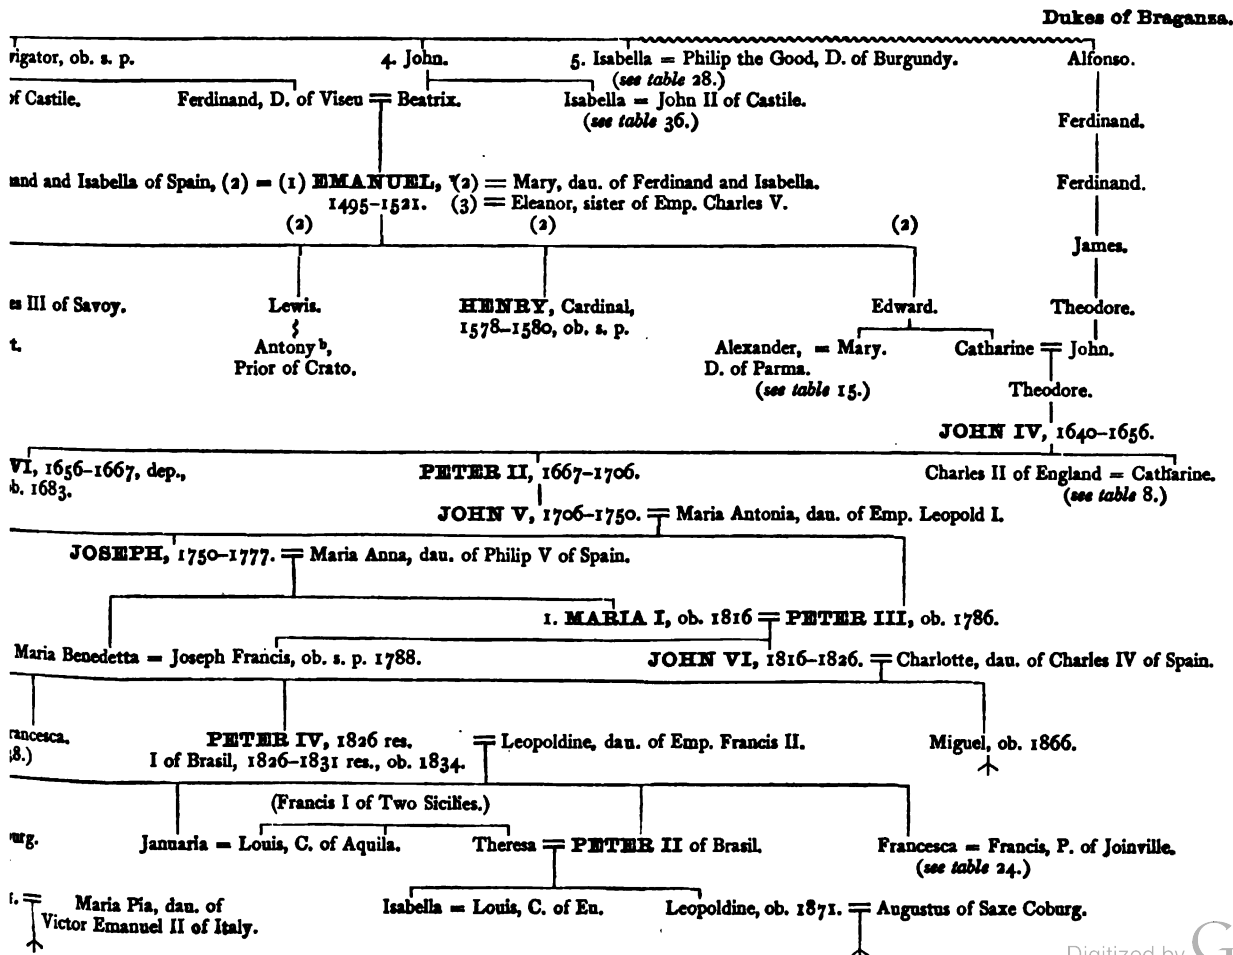 Dukes of Braganza.
rigator, ob. s. p.
4. John.
5. Isabella = Philip the Good, D. of Burgundy.
(see table 28.)
Alfonso.
of Castile.
Ferdinand, D. of Viseu = Beatrix.
Isabella = John II of Castile.
(see table 36.)
Ferdinand.
and and Isabella of Spain, (2) = (1) EMANUEL, (2) = Mary, dau. of Ferdinand and Isabella.
1495-1521. (3) = Eleanor, sister of Emp. Charles V.
Ferdinand.
(2) (2) (2)
James.
es III of Savoy.
Lewis.
HENRY, Cardinal,
1578-1580, ob. s. p.
Edward.
Theodore.
t.
Antony b,
Prior of Crato.
Alexander, = Mary.
D. of Parma.
(see table 15.)
Catharine = John.
Theodore.
JOHN IV, 1640-1656.
VI, 1656-1667, dep.,
ob. 1683.
PETER II, 1667-1706.
Charles II of England = Catharine.
(see table 8.)
JOHN V, 1706-1750. = Maria Antonia, dau. of Emp. Leopold I.
JOSEPH, 1750-1777. = Maria Anna, dau. of Philip V of Spain.
1. MARIA I, ob. 1816 = PETER III, ob. 1786.
Maria Benedetta = Joseph Francis, ob. s. p. 1788.
JOHN VI, 1816-1826. = Charlotte, dau. of Charles IV of Spain.
rancesca.
8.)
PETER IV, 1826 res.
I of Brasil, 1826-1831 res., ob. 1834.
= Leopoldine, dau. of Emp. Francis II.
Miguel, ob. 1866.
(Francis I of Two Sicilies.)
urg.
Januaria = Louis, C. of Aquila.
Theresa = PETER II of Brasil.
Francesca = Francis, P. of Joinville.
(see table 24.)
f. = Maria Pia, dau. of
Victor Emanuel II of Italy.
Isabella = Louis, C. of Eu.
Leopoldine, ob. 1871. = Augustus of Saxe Coburg.
Digitized by G